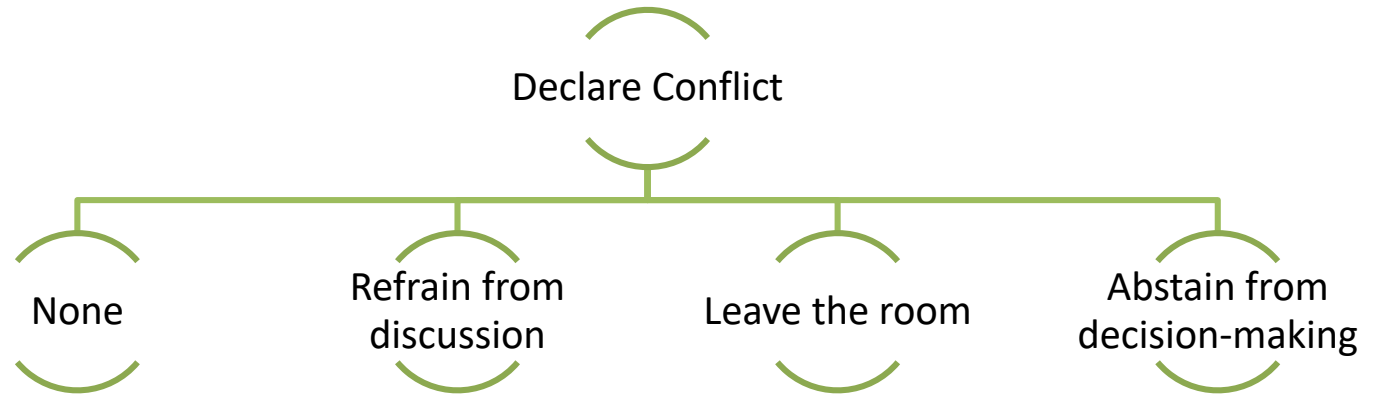 Declare Conflict
None
Refrain from
discussion
Leave the room
Abstain from
decision-making